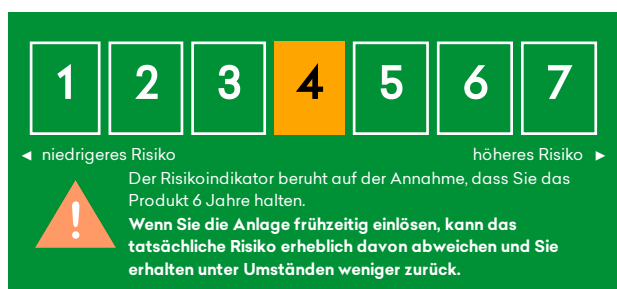 1 2 3 4 5 6 7
◄ niedrigeres Risiko höheres Risiko ►
Der Risikoindikator beruht auf der Annahme, dass Sie das
Produkt 6 Jahre halten.
Wenn Sie die Anlage frühzeitig einlösen, kann das
tatsächliche Risiko erheblich davon abweichen und Sie
erhalten unter Umständen weniger zurück.
!